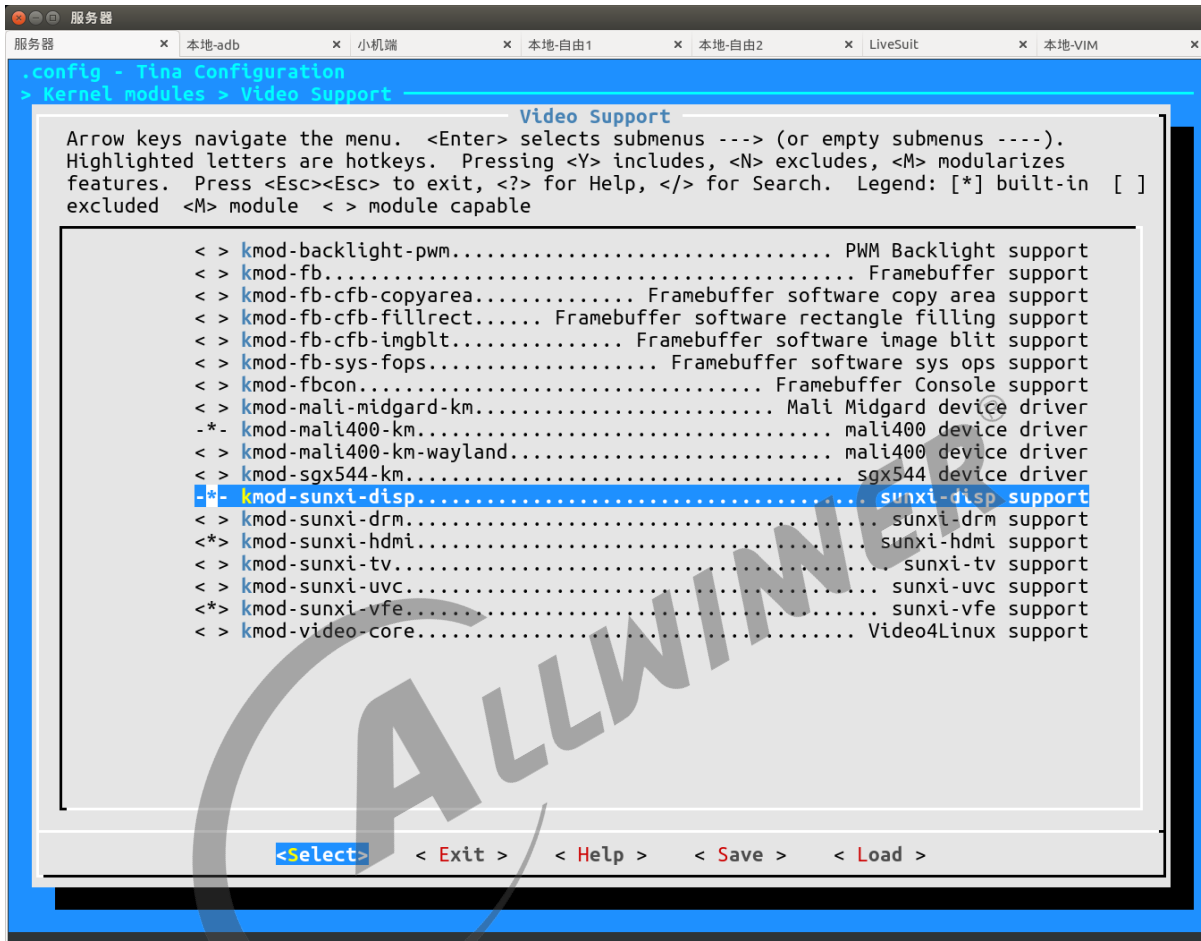 服务器
服务器 × 本地-adb × 小机端 × 本地-自由1 × 本地-自由2 × LiveSuit × 本地-VIM ×
.config - Tina Configuration
> Kernel modules > Video Support
Video Support
Arrow keys navigate the menu.  <Enter> selects submenus ---> (or empty submenus ----).
Highlighted letters are hotkeys.  Pressing <Y> includes, <N> excludes, <M> modularizes
features.  Press <Esc><Esc> to exit, <?> for Help, </> for Search.  Legend: [*] built-in  [ ]
excluded  <M> module  < > module capable
< > kmod-backlight-pwm................................. PWM Backlight support
< > kmod-fb.............................................. Framebuffer support
< > kmod-fb-cfb-copyarea.............. Framebuffer software copy area support
< > kmod-fb-cfb-fillrect...... Framebuffer software rectangle filling support
< > kmod-fb-cfb-imgblt............... Framebuffer software image blit support
< > kmod-fb-sys-fops.................... Framebuffer software sys ops support
< > kmod-fbcon................................... Framebuffer Console support
< > kmod-mali-midgard-km.......................... Mali Midgard device driver
-*- kmod-mali400-km.................................... mali400 device driver
< > kmod-mali400-km-wayland............................ mali400 device driver
< > kmod-sgx544-km...................................... sgx544 device driver
-*- kmod-sunxi-disp....................................... sunxi-disp support
< > kmod-sunxi-drm......................................... sunxi-drm support
<*> kmod-sunxi-hdmi....................................... sunxi-hdmi support
< > kmod-sunxi-tv........................................... sunxi-tv support
< > kmod-sunxi-uvc......................................... sunxi-uvc support
<*> kmod-sunxi-vfe......................................... sunxi-vfe support
< > kmod-video-core...................................... Video4Linux support
ALLWINNER®
<Select>    < Exit >    < Help >    < Save >    < Load >